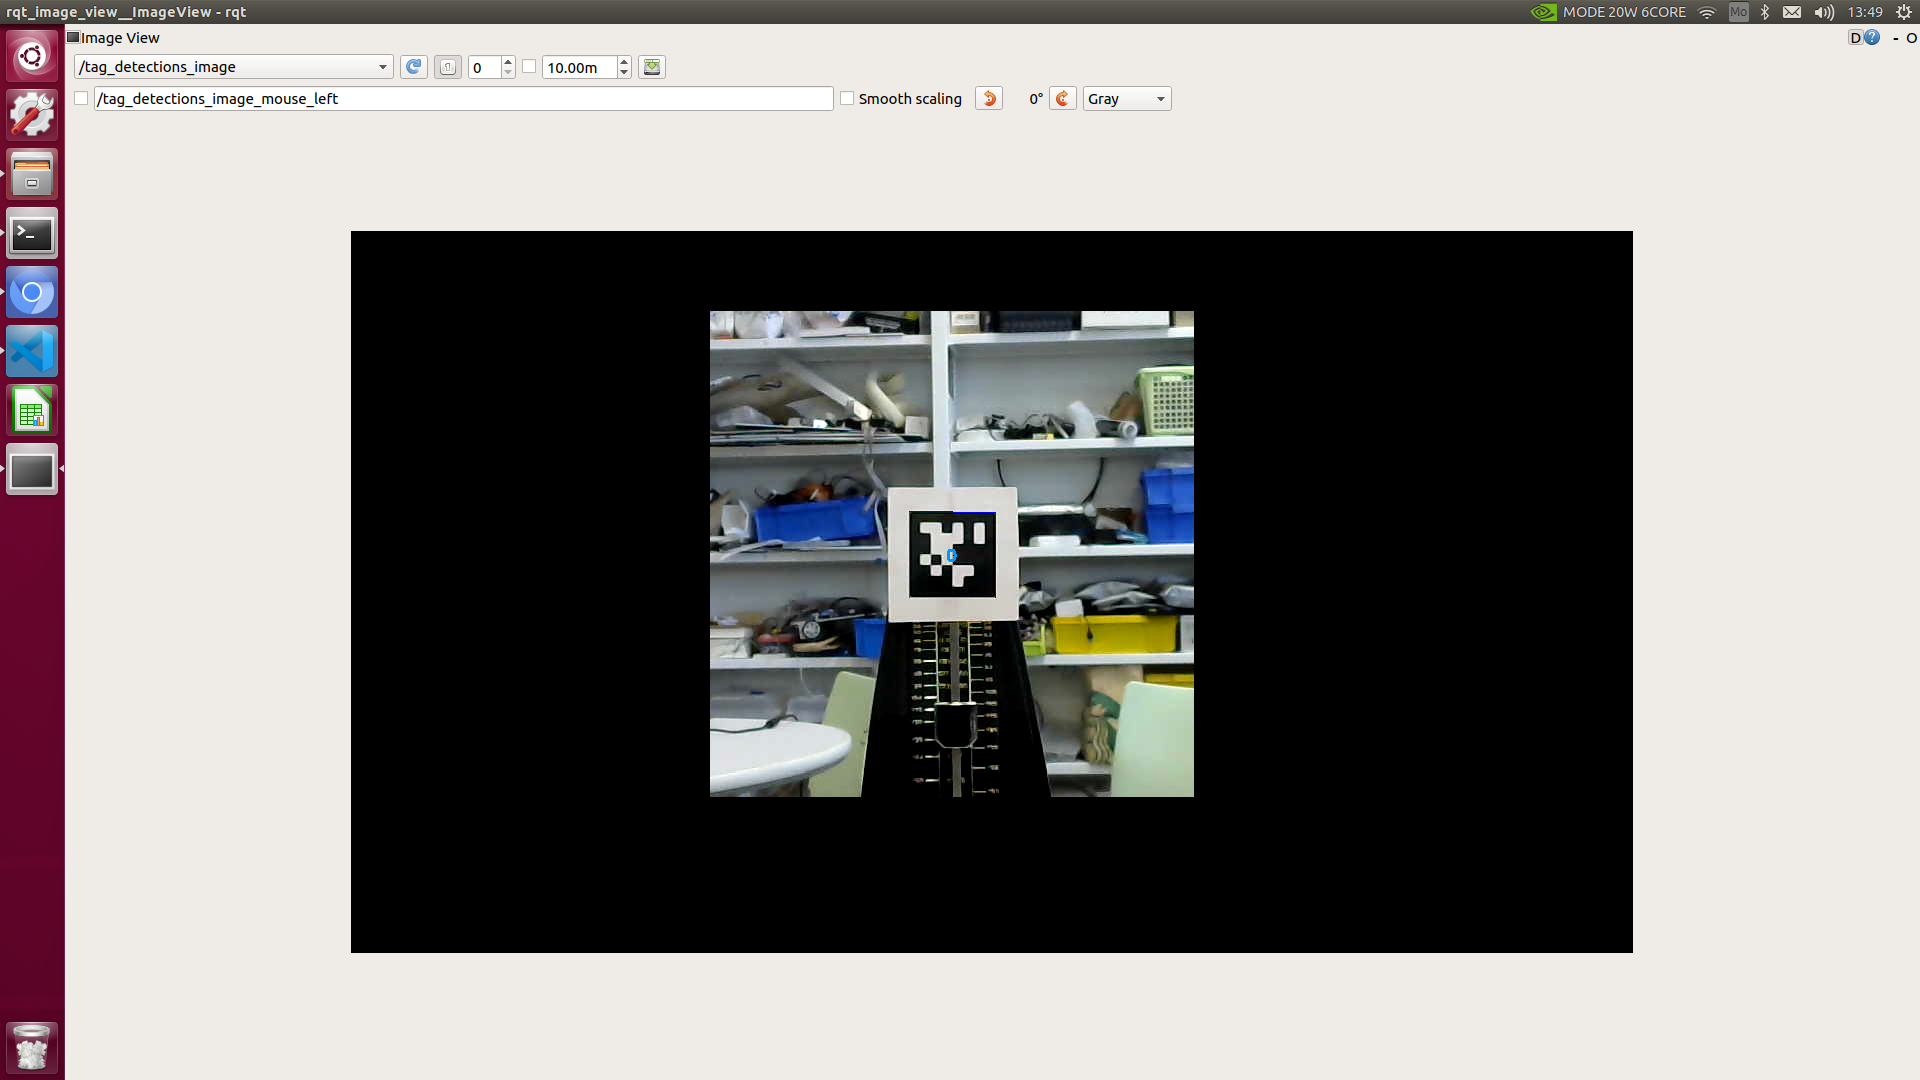 rqt_image_view__ImageView - rqt
MODE 20W 6CORE
Mo
13:49
Image View
D
- O
/tag_detections_image
0
10.00m
/tag_detections_image_mouse_left
Smooth scaling
0°
Gray
0